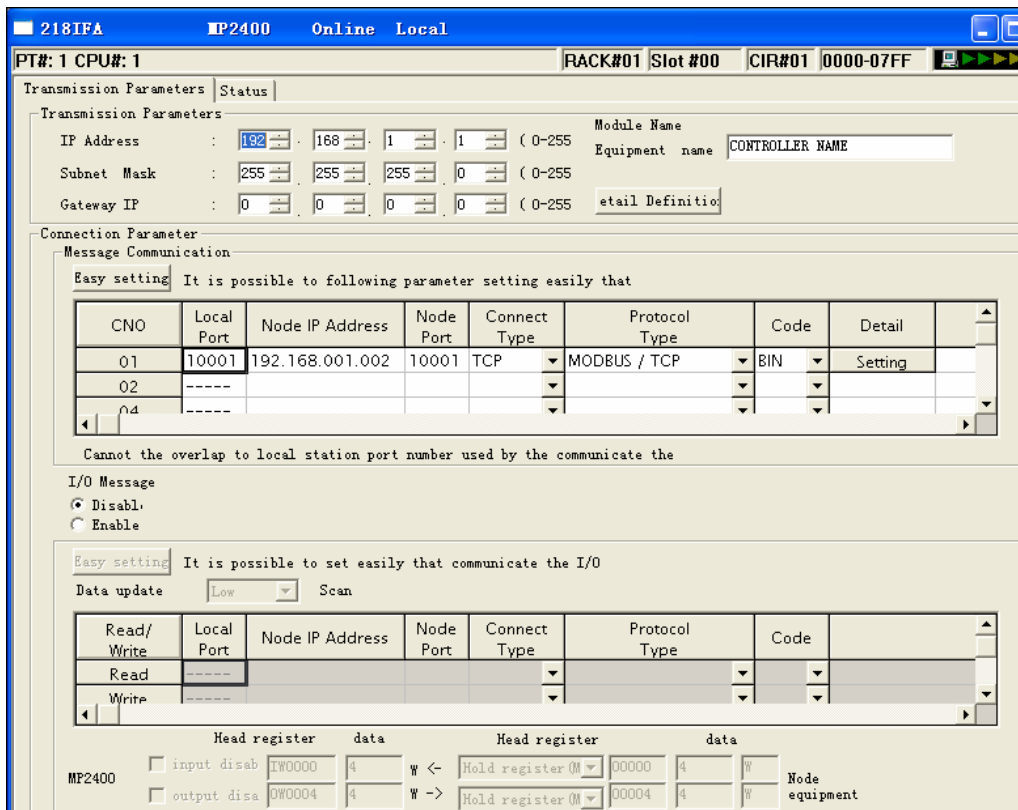 218IFA MP2400 Online Local
PT#: 1 CPU#: 1 RACK#01 Slot #00 CIR#01 0000-07FF
Transmission Parameters Status
Transmission Parameters
IP Address : 192 . 168 . 1 . 1 ( 0-255
Module Name
Equipment name CONTROLLER NAME
Subnet Mask : 255 . 255 . 255 . 0 ( 0-255
Gateway IP : 0 . 0 . 0 . 0 ( 0-255
etail Definitio
Connection Parameter
Message Communication
Easy setting It is possible to following parameter setting easily that
CNO Local Port Node IP Address Node Port Connect Type Protocol Type Code Detail
01 10001 192.168.001.002 10001 TCP MODBUS / TCP BIN Setting
02 -----
04
Cannot the overlap to local station port number used by the communicate the
I/O Message
Disabl
Enable
Easy setting It is possible to set easily that communicate the I/O
Data update Low Scan
Read/ Write Local Port Node IP Address Node Port Connect Type Protocol Type Code
Read -----
Write -----
Head register data Head register data
MP2400
input disab IW0000 4 W <- Hold register(M 00000 4 W
output disa OW0004 4 W -> Hold register(M 00004 4 W
Node equipment